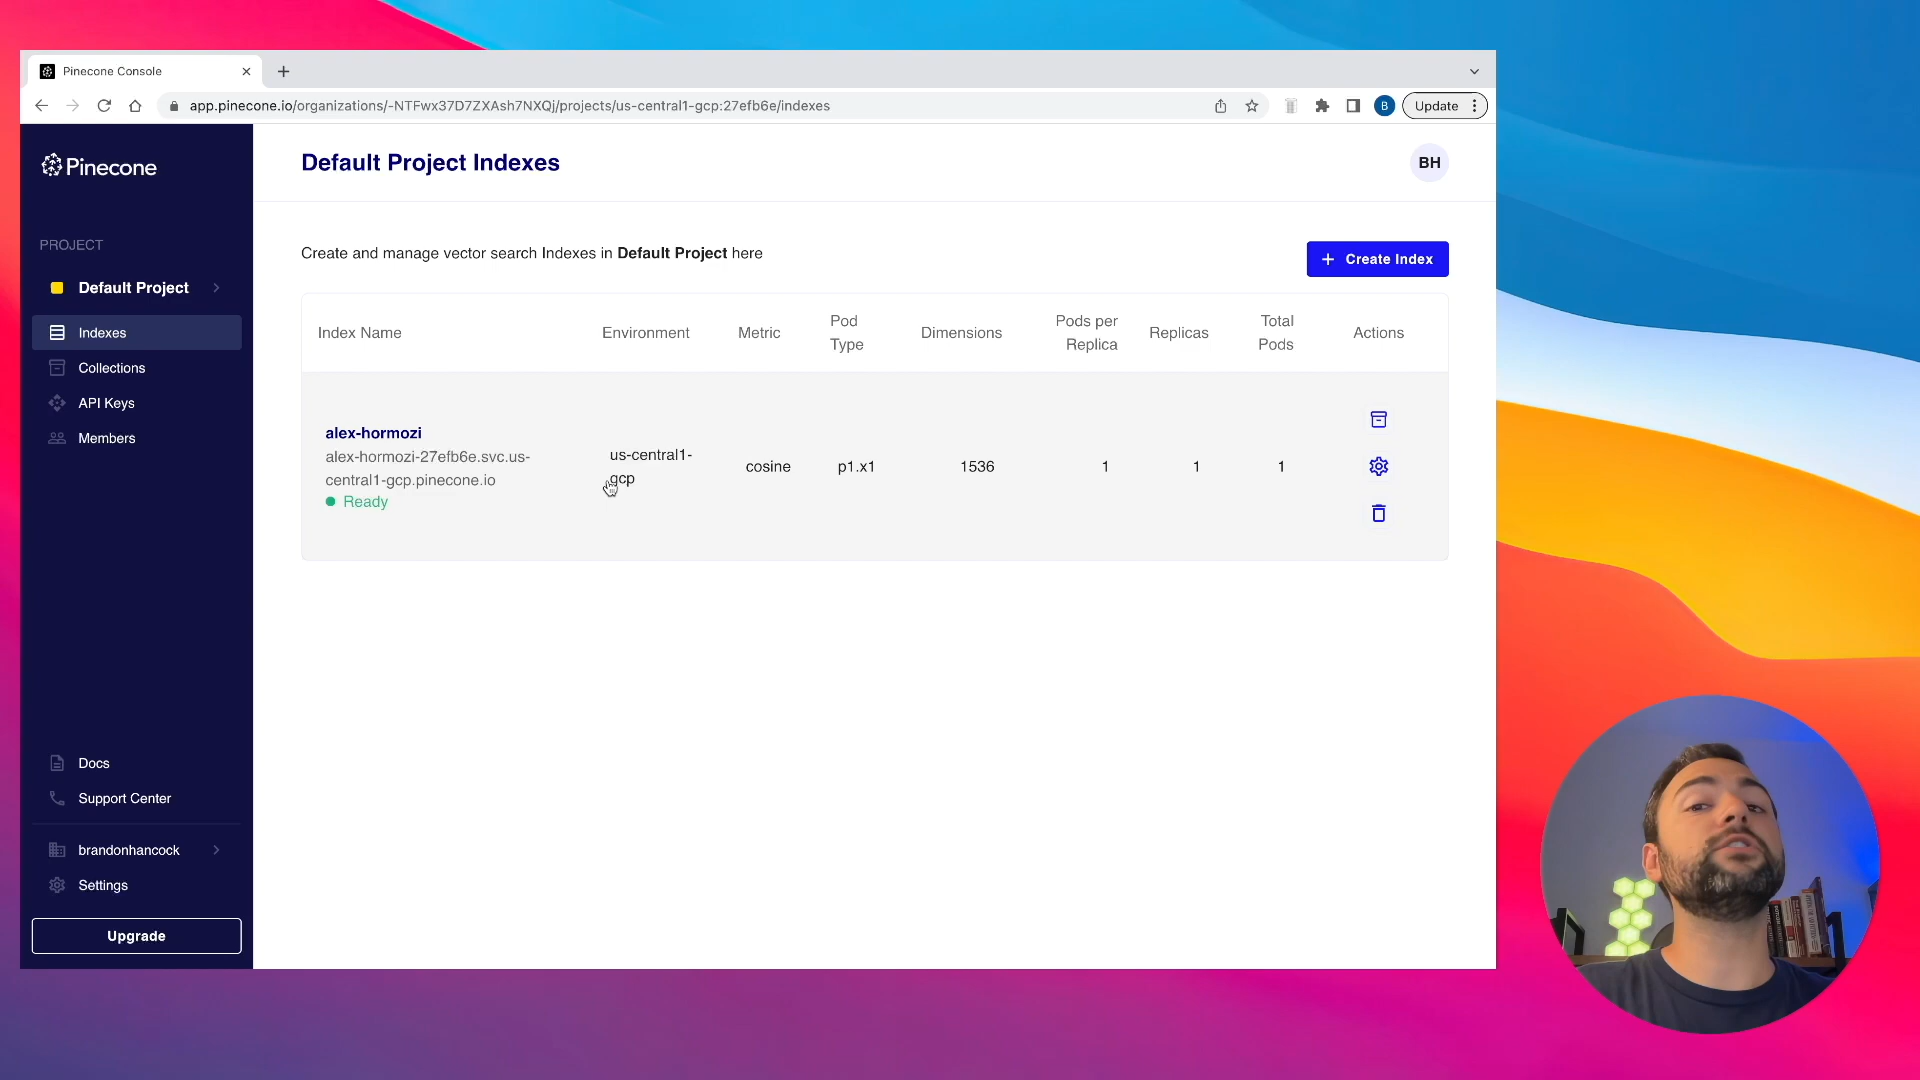 Pinecone Console
app.pinecone.io/organizations/-NTFwx37D7ZXAsh7NXQj/projects/us-central1-gcp:27efb6e/indexes
B
Update
Pinecone
Default Project Indexes
BH
PROJECT
Default Project
Indexes
Collections
API Keys
Members
Create and manage vector search Indexes in Default Project here
+ Create Index
Index Name
Environment
Metric
Pod
Type
Dimensions
Pods per
Replica
Replicas
Total
Pods
Actions
alex-hormozi
alex-hormozi-27efb6e.svc.us-
central1-gcp.pinecone.io
Ready
us-central1-
gcp
cosine
p1.x1
1536
1
1
1
Docs
Support Center
brandonhancock
Settings
Upgrade